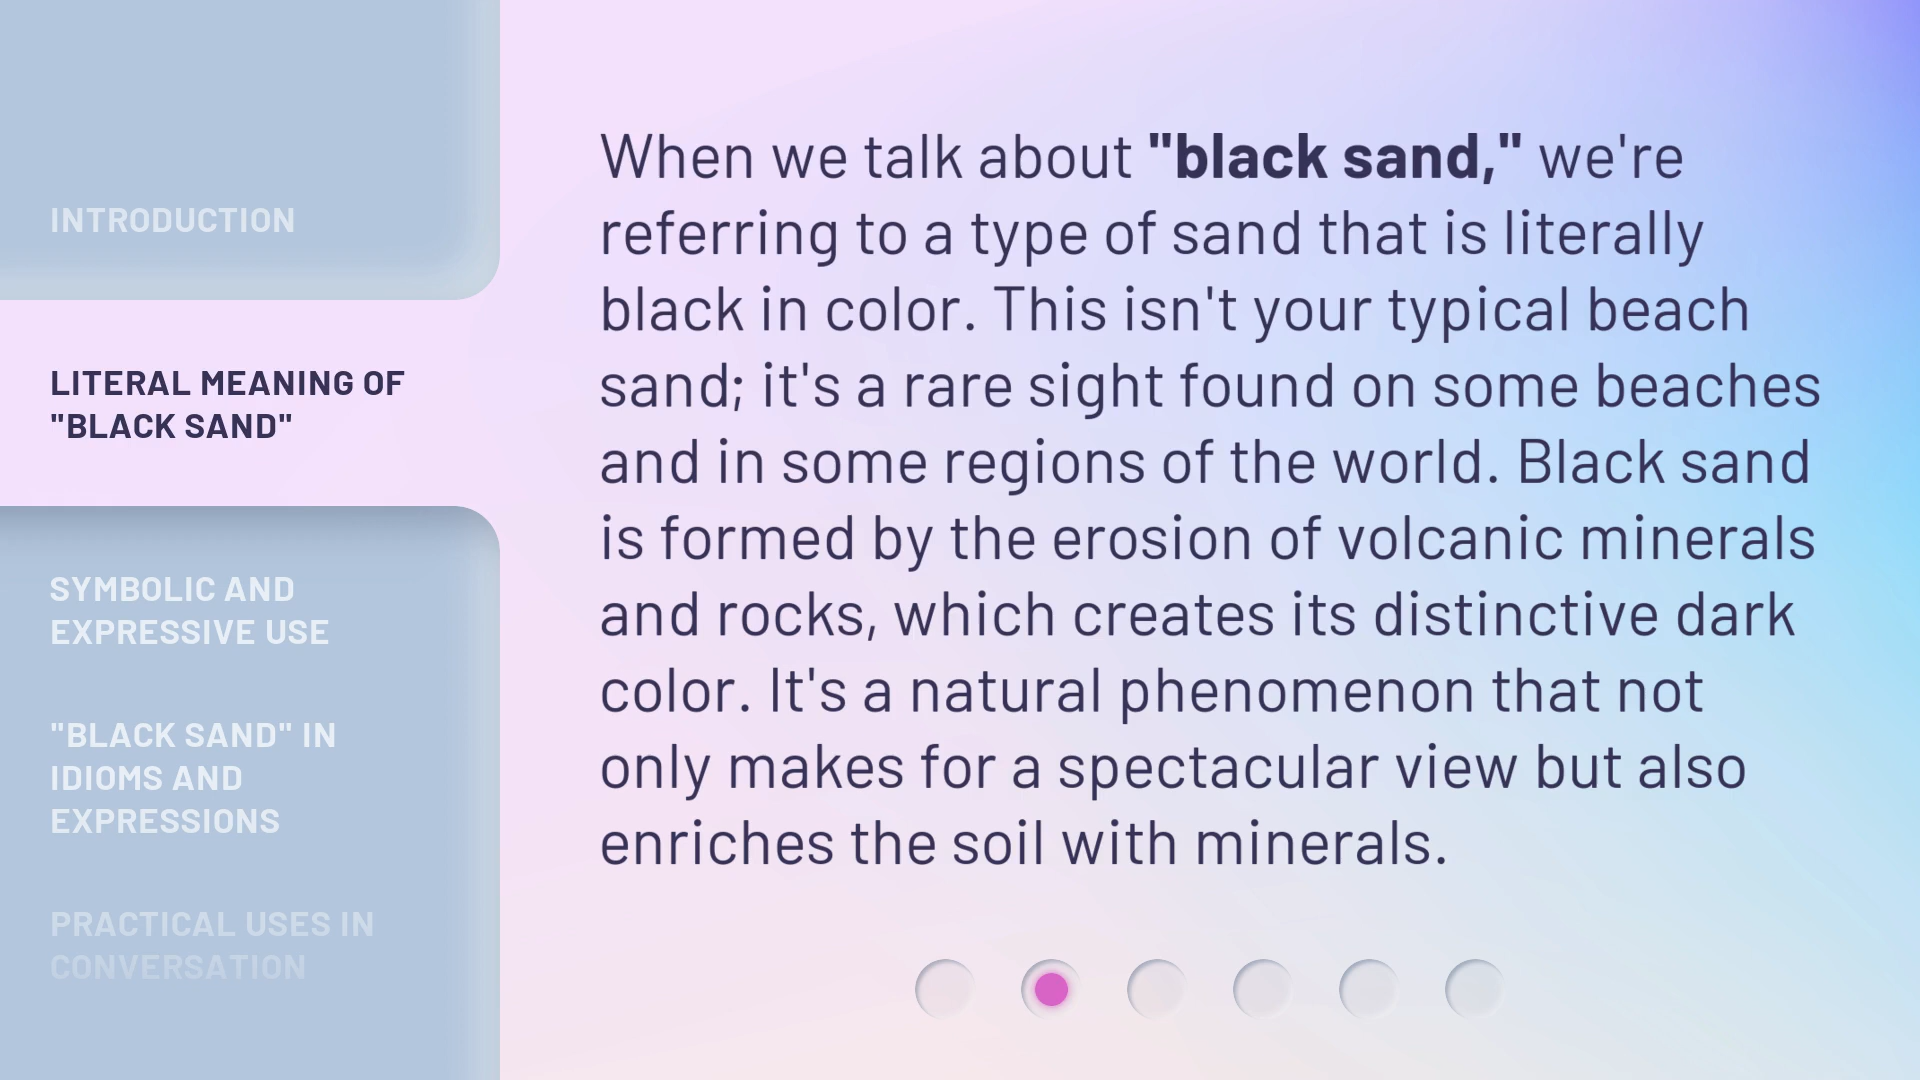 INTRODUCTION
LITERAL MEANING OF
"BLACK SAND"
SYMBOLIC AND
EXPRESSIVE USE
"BLACK SAND" IN
IDIOMS AND
EXPRESSIONS
PRACTICAL USES IN
CONVERSATION
When we talk about "black sand," we're
referring to a type of sand that is literally
black in color. This isn't your typical beach
sand; it's a rare sight found on some beaches
and in some regions of the world. Black sand
is formed by the erosion of volcanic minerals
and rocks, which creates its distinctive dark
color. It's a natural phenomenon that not
only makes for a spectacular view but also
enriches the soil with minerals.